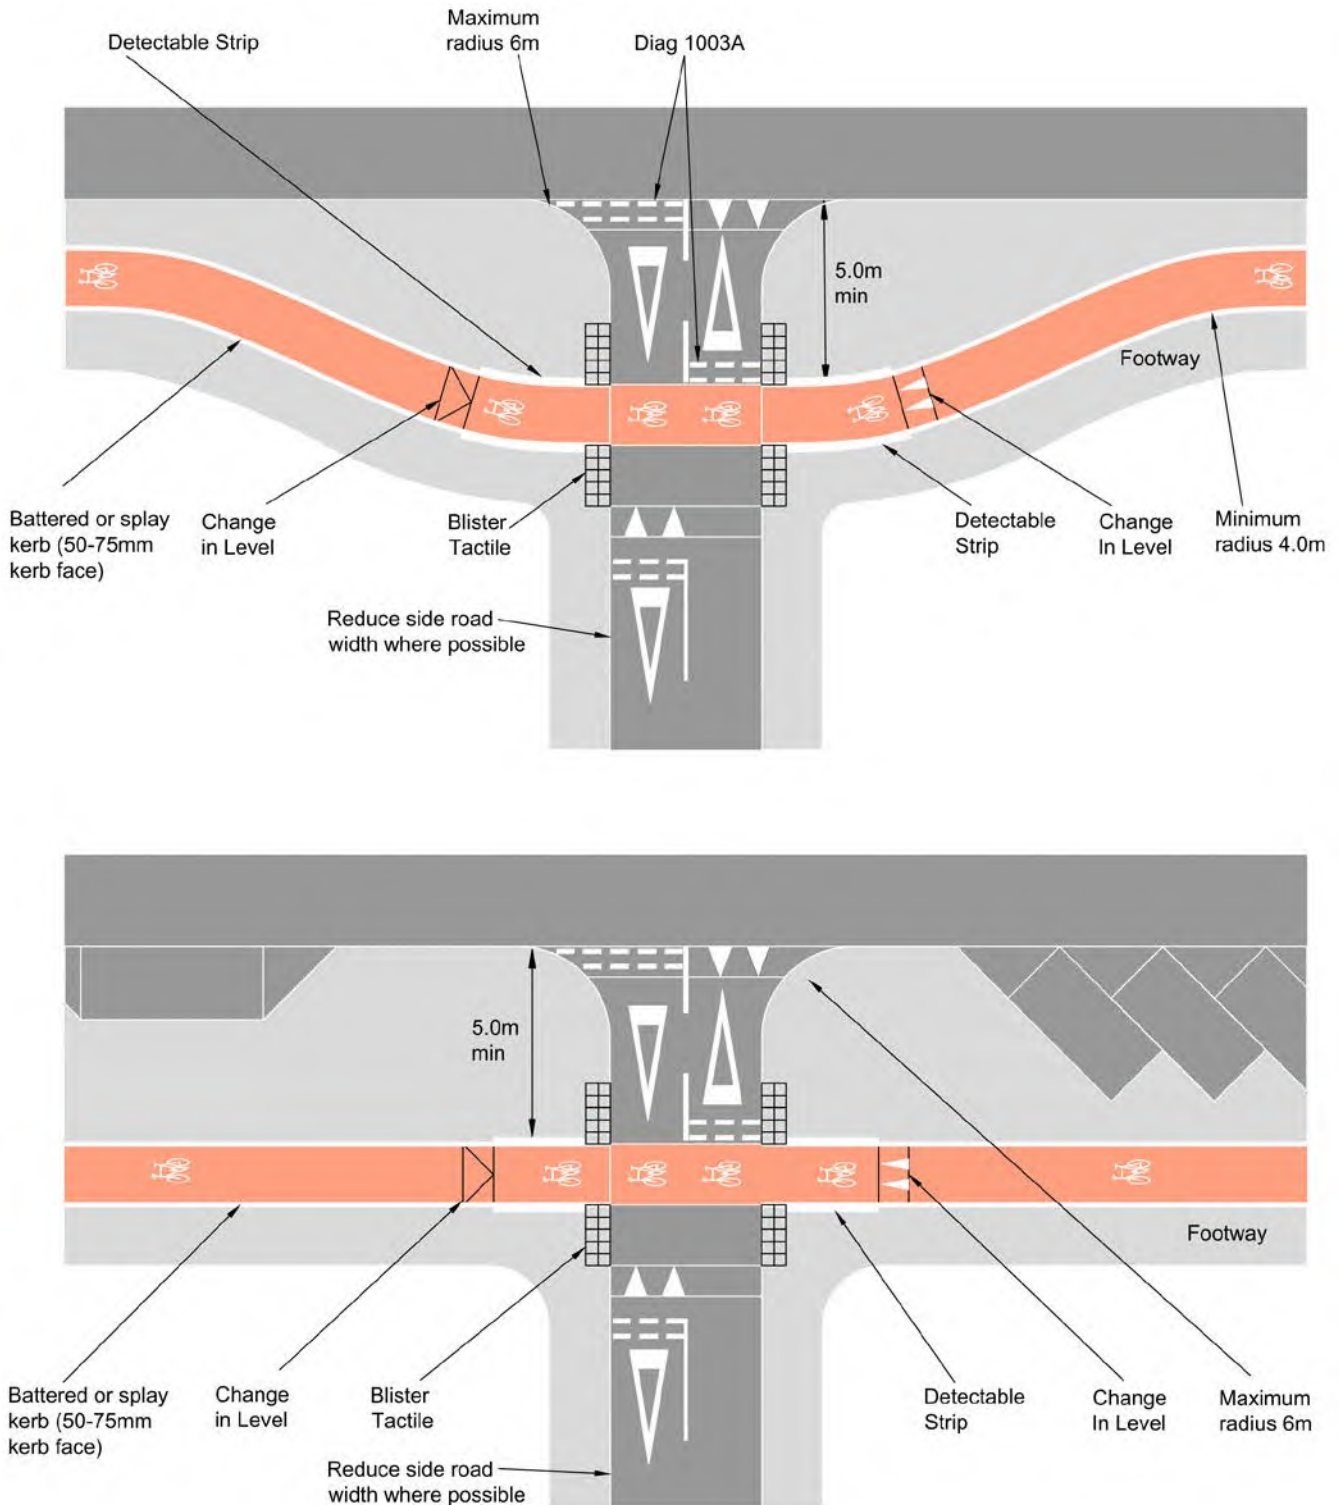 Detectable Strip
Maximum
radius 6m
Diag 1003A
5.0m
min
Footway
Battered or splay
kerb (50-75mm
kerb face)
Change
in Level
Blister
Tactile
Detectable
Strip
Change
In Level
Minimum
radius 4.0m
Reduce side road
width where possible
5.0m
min
Footway
Battered or splay
kerb (50-75mm
kerb face)
Change
in Level
Blister
Tactile
Detectable
Strip
Change
In Level
Maximum
radius 6m
Reduce side road
width where possible